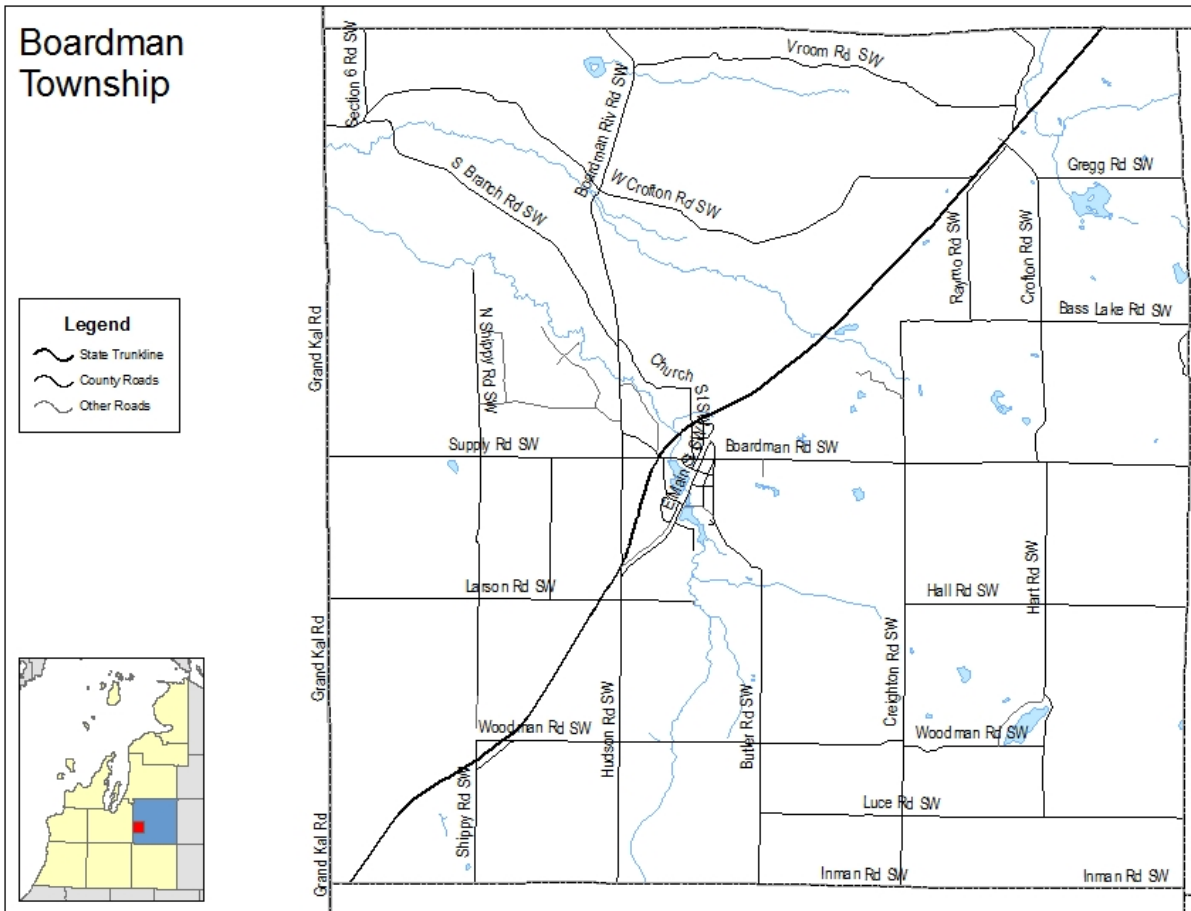 Boardman
Township
Section 6 Rd SW
Vroom Rd SW
Boardman Riv Rd SW
Gregg Rd SW
S Branch Rd SW
W Crofton Rd SW
Raymo Rd SW
Crofton Rd SW
Legend
State Trunkline
County Roads
Other Roads
Grand Kal Rd
N Shippy Rd SW
Bass Lake Rd SW
Church
St SW
Supply Rd SW
Boardman Rd SW
E Main
Larson Rd SW
Hall Rd SW
Hart Rd SW
Grand Kal Rd
Creighton Rd SW
Woodman Rd SW
Hudson Rd SW
Butler Rd SW
Woodman Rd SW
Shippy Rd SW
Luce Rd SW
Grand Kal Rd
Inman Rd SW
Inman Rd SW